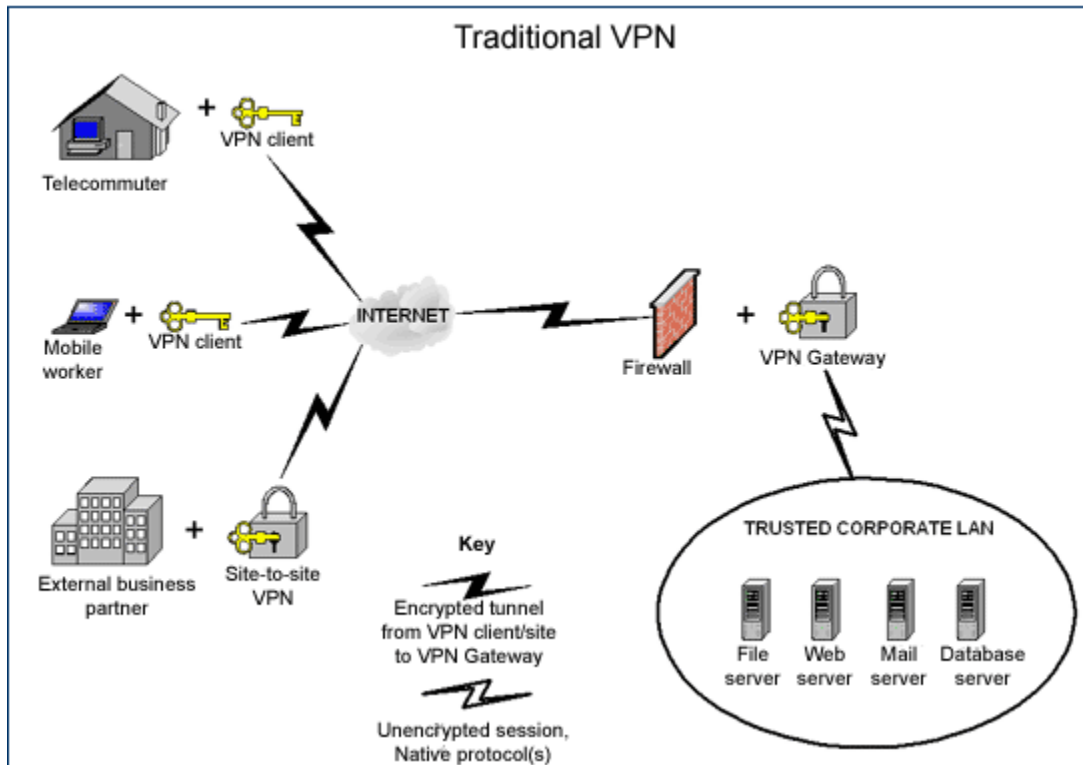 Traditional VPN
+
VPN client
Telecommuter
+
VPN client
Mobile
worker
INTERNET
Firewall
+
VPN Gateway
+
External business
partner
Site-to-site
VPN
Key
Encrypted tunnel
from VPN client/site
to VPN Gateway
Unencrypted session,
Native protocol(s)
TRUSTED CORPORATE LAN
File
server
Web
server
Mail
server
Database
server